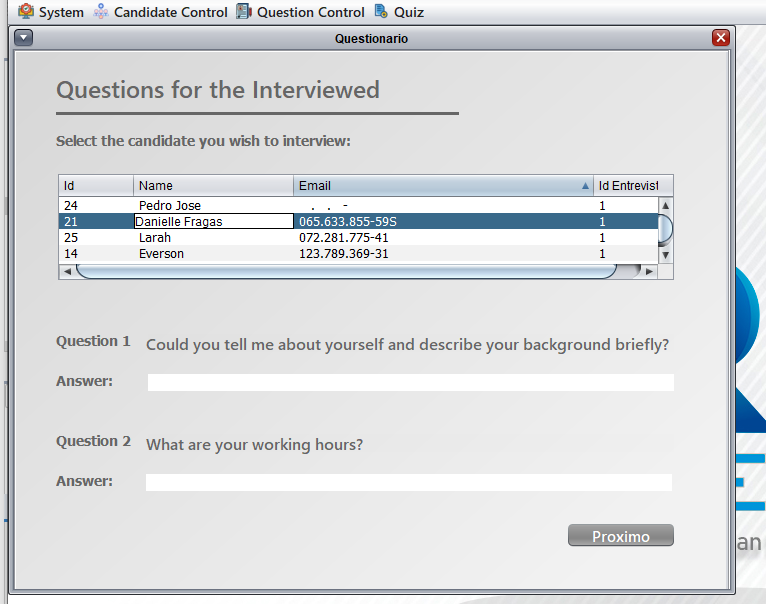 System Candidate Control Question Control Quiz
Questionario
Questions for the Interviewed
Select the candidate you wish to interview:
Id Name Email Id Entrevist
24 Pedro Jose . . - 1
21 Danielle Fragas 065.633.855-59S 1
25 Larah 072.281.775-41 1
14 Everson 123.789.369-31 1
Question 1 Could you tell me about yourself and describe your background briefly?
Answer:
Question 2 What are your working hours?
Answer:
Proximo
an